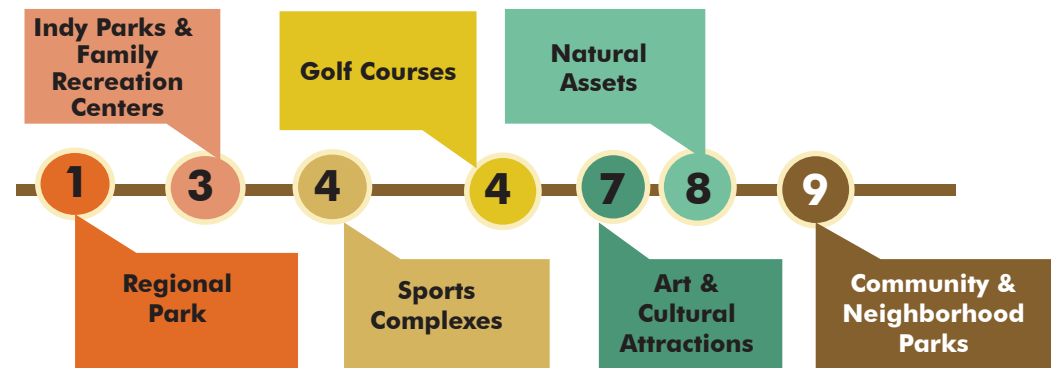 Indy Parks &
Family
Recreation
Centers
Golf Courses
Natural
Assets
1
3
4
4
7
8
9
Regional
Park
Sports
Complexes
Art &
Cultural
Attractions
Community &
Neighborhood
Parks